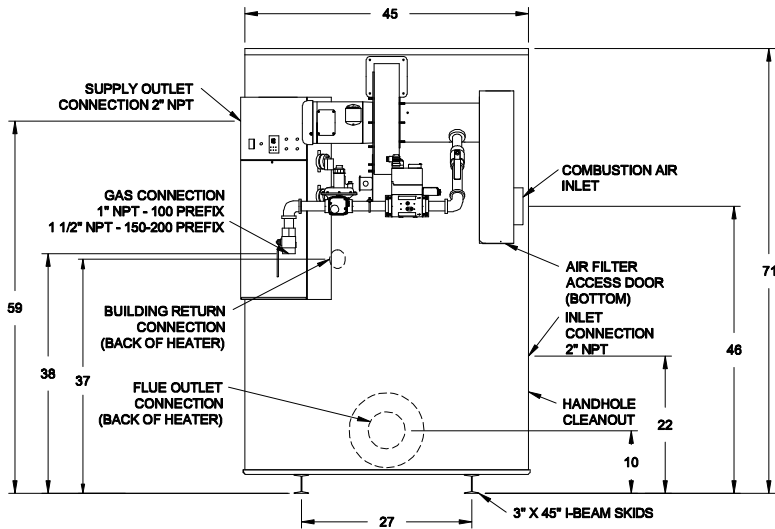 45
SUPPLY OUTLET
CONNECTION 2" NPT
COMBUSTION AIR
INLET
GAS CONNECTION
1" NPT - 100 PREFIX
1 1/2" NPT - 150-200 PREFIX
AIR FILTER
ACCESS DOOR
(BOTTOM)
71
59
BUILDING RETURN
CONNECTION
(BACK OF HEATER)
INLET
CONNECTION
2" NPT
46
38
37
FLUE OUTLET
CONNECTION
(BACK OF HEATER)
HANDHOLE
CLEANOUT
22
10
3" X 45" I-BEAM SKIDS
27